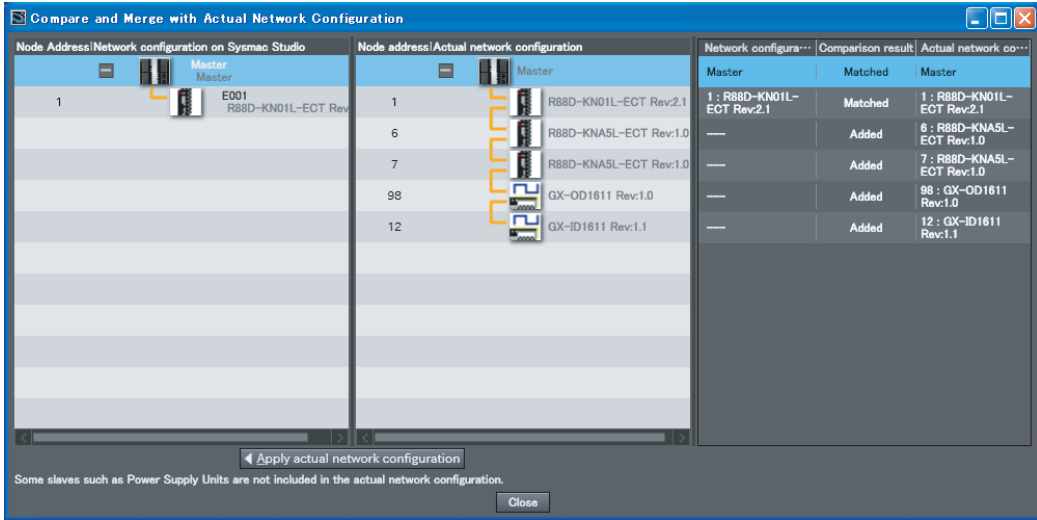 Compare and Merge with Actual Network Configuration
Node Address|Network configuration on Sysmac Studio
Master
Master
1
E001
R88D-KN01L-ECT Rev
Node address|Actual network configuration
Master
1
R88D-KN01L-ECT Rev:2.1
6
R88D-KNA5L-ECT Rev:1.0
7
R88D-KNA5L-ECT Rev:1.0
98
GX-OD1611 Rev:1.0
12
GX-ID1611 Rev:1.1
Network configura··· Comparison result Actual network co···
Master Matched Master
1 : R88D-KN01L-
ECT Rev:2.1
Matched
1 : R88D-KN01L-
ECT Rev:2.1
---
Added
6 : R88D-KNA5L-
ECT Rev:1.0
---
Added
7 : R88D-KNA5L-
ECT Rev:1.0
---
Added
98 : GX-OD1611
Rev:1.0
---
Added
12 : GX-ID1611
Rev:1.1
Apply actual network configuration
Some slaves such as Power Supply Units are not included in the actual network configuration.
Close